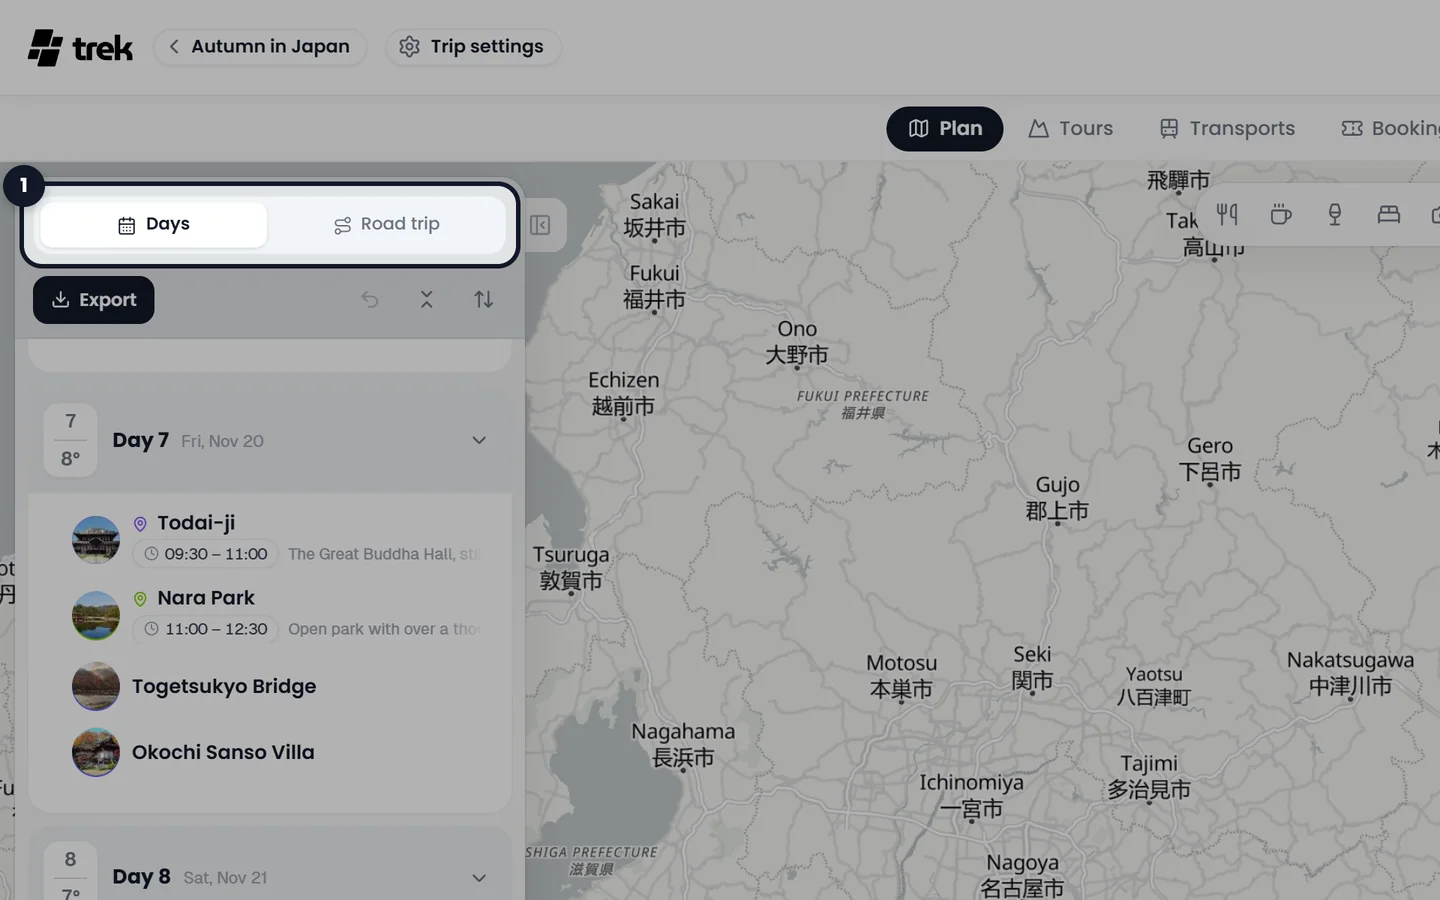 trek
Autumn in Japan
Trip settings
Plan
Tours
Transports
1
Days
Road trip
Export
7
8°
Day 7
Fri, Nov 20
Todai-ji
09:30 – 11:00
The Great Buddha Hall,
Nara Park
11:00 – 12:30
Open park with over a
Togetsukyo Bridge
Okochi Sanso Villa
8
7°
Day 8
Sat, Nov 21
Sakai
坂井市
Fukui
福井市
Ono
大野市
Echizen
越前市
FUKUI PREFECTURE
福井県
飛騨市
高山市
Gero
下呂市
Gujo
郡上市
Tsuruga
敦賀市
Motosu
本巣市
Seki
関市
Yaotsu
八百津町
Nakatsugawa
中津川市
Nagahama
長浜市
Ichinomiya
一宮市
Tajimi
多治見市
SHIGA PREFECTURE
滋賀県
Nagoya
名古屋市